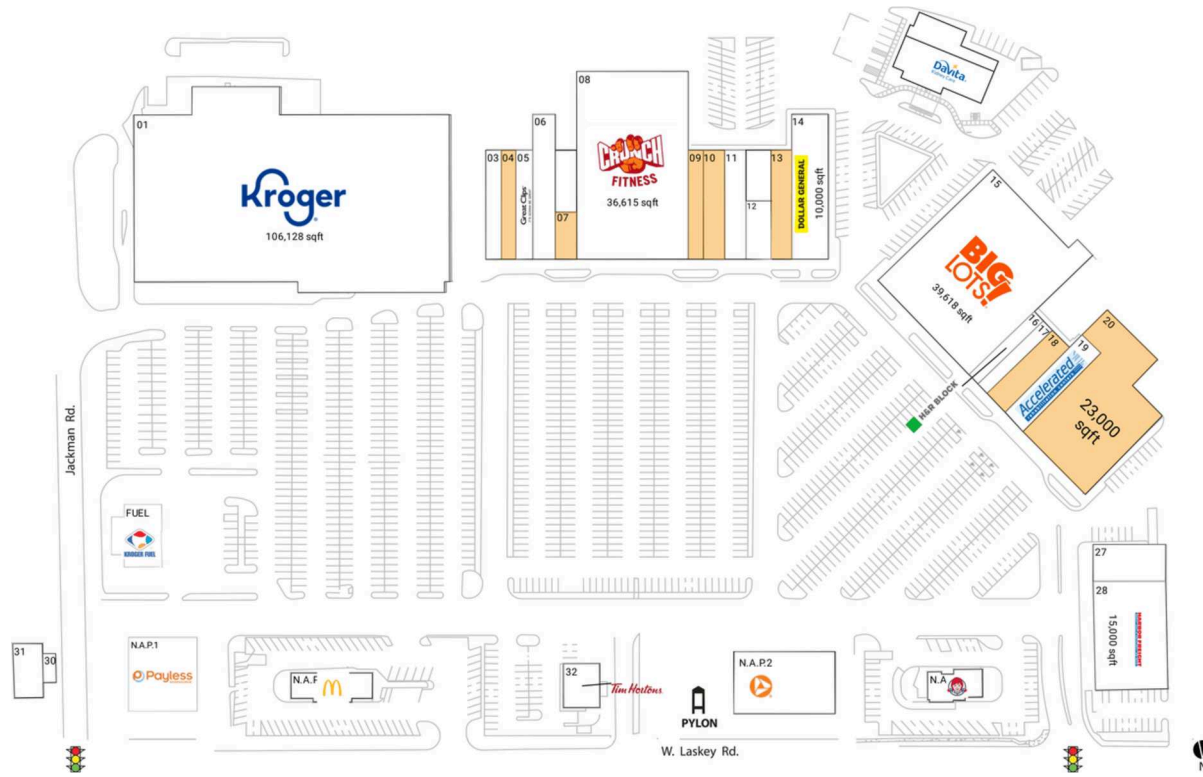 01
Kroger
106,128 sqft
03
04
05
Great Clips
06
07
08
CRUNCH
FITNESS
36,615 sqft
09
10
11
12
13
14
DOLLAR GENERAL
10,000 sqft
DaVita
15
BIG
LOTS!
39,618 sqft
16
17
18
19
20
Accelerated
23,000
sqft
H&R BLOCK
Jackman Rd.
FUEL
KROGER FUEL
27
28
15,000 sqft
HARBOR FREIGHT
31
30
N.A.P.1
Payless
N.A.P
32
Tim Hortons
PYLON
N.A.P.2
N.A
W. Laskey Rd.
N